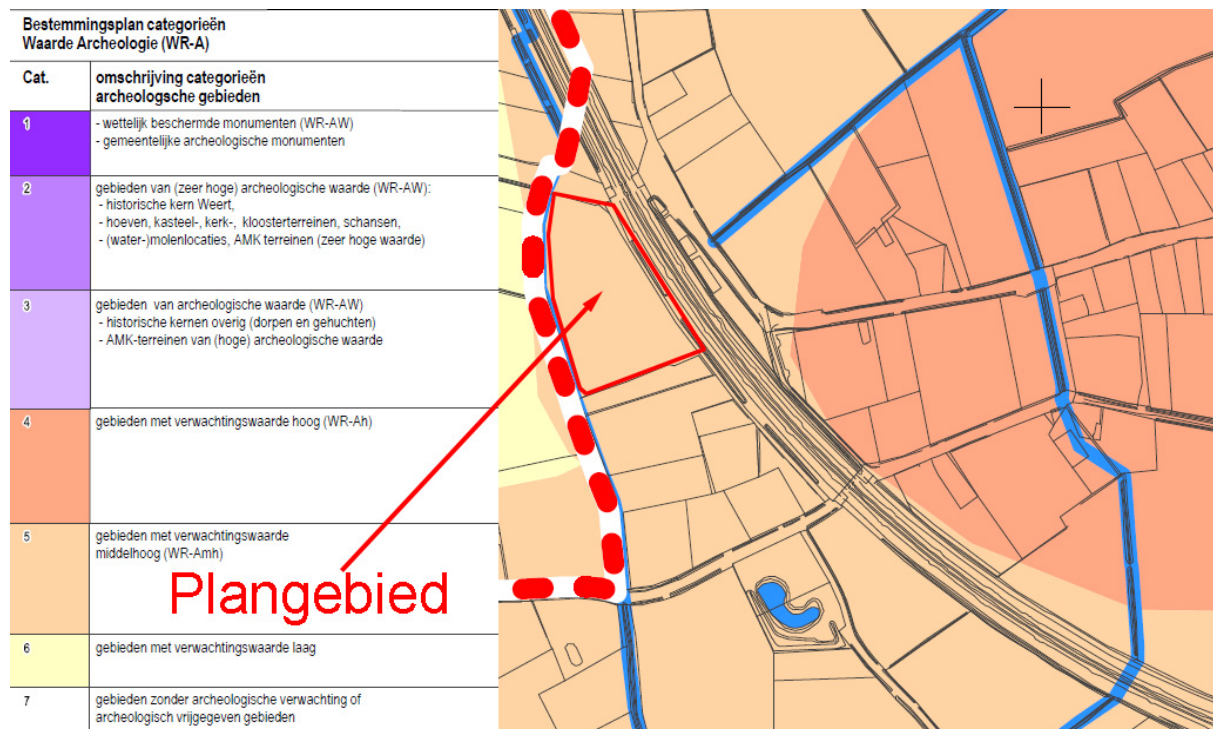 Bestemmingsplan categorieën
Waarde Archeologie (WR-A)
Cat.
omschrijving categorieën
archeologsche gebieden
1
- wettelijk beschermde monumenten (WR-AW)
- gemeentelijke archeologische monumenten
2
gebieden van (zeer hoge) archeologische waarde (WR-AW):
- historische kern Weert,
- hoeven, kasteel-, kerk-, kloosterterreinen, schansen,
- (water-)molenlocaties, AMK terreinen (zeer hoge waarde)
3
gebieden van archeologische waarde (WR-AW)
- historische kernen overig (dorpen en gehuchten)
- AMK-terreinen van (hoge) archeologische waarde
4
gebieden met verwachtingswaarde hoog (WR-Ah)
5
gebieden met verwachtingswaarde
middelhoog (WR-Amh)
Plangebied
6
gebieden met verwachtingswaarde laag
7
gebieden zonder archeologische verwachting of
archeologisch vrijgegeven gebieden